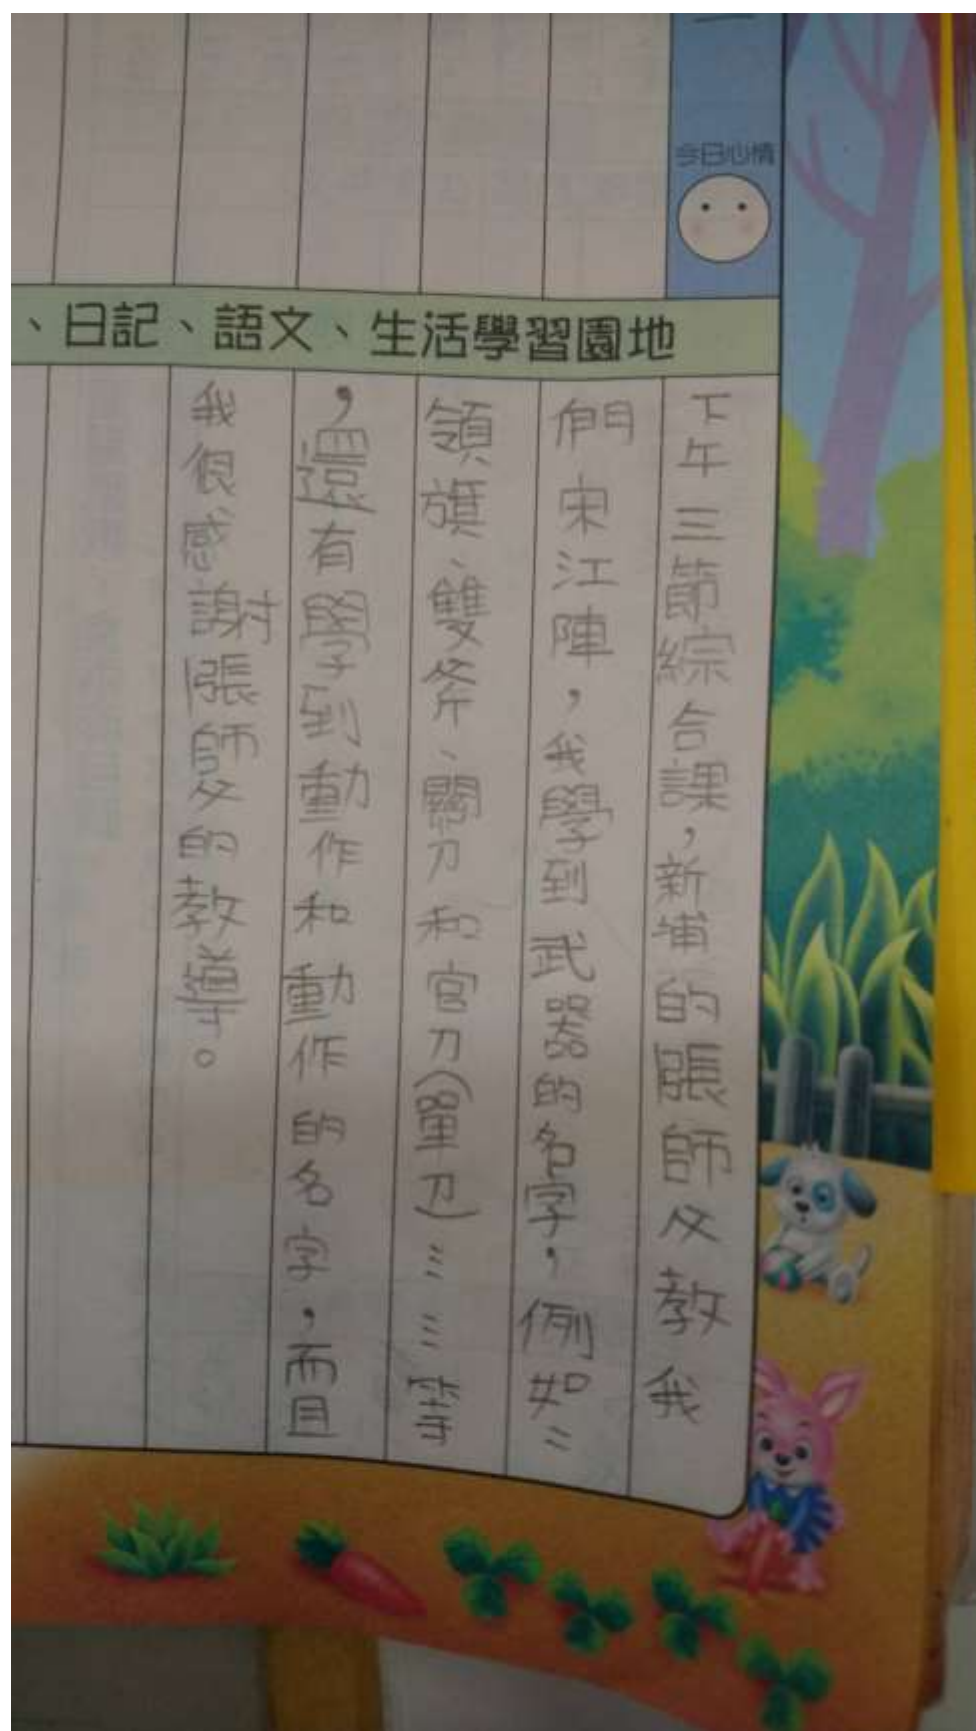 今日心情
、日記、語文、生活學習園地
下午三節綜合課，新埔的張師父教我
們宋江陣，我學到武器的名字，例如：
領旗、雙斧、關刀和官刀(單刀)……等
，還有學到動作和動作的名字，而且
我很感謝張師父的教導。